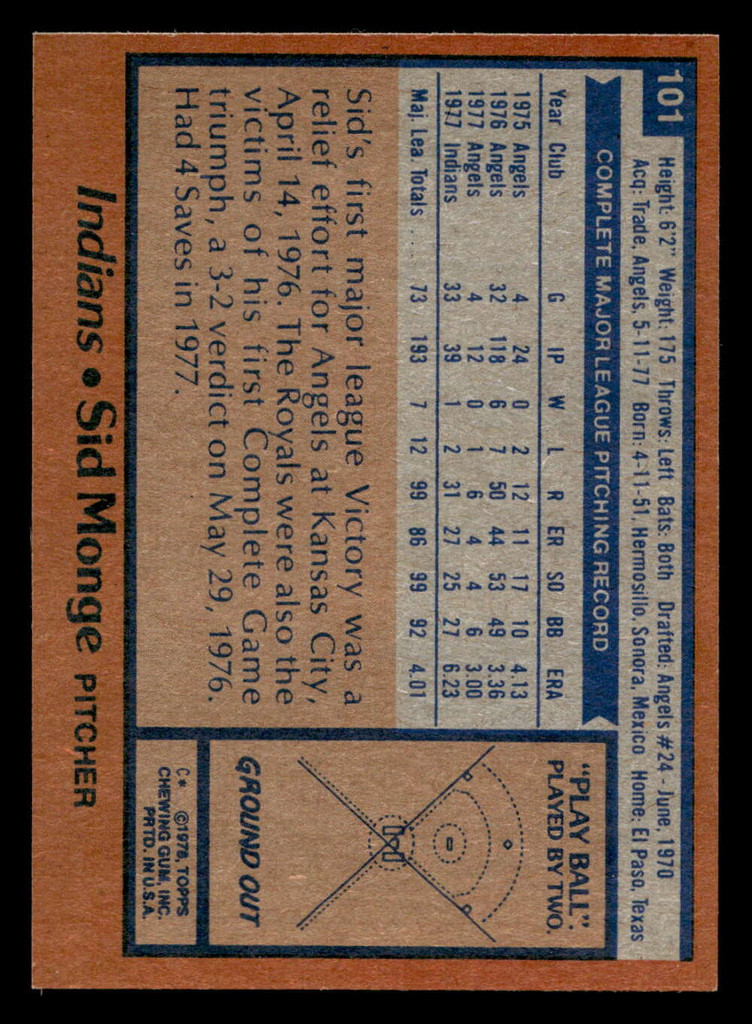 101
Height: 6'2" Weight: 175 Throws: Left Bats: Both Drafted: Angels #24 - June, 1970
Acq: Trade, Angels, 5-11-77 Born: 4-11-51, Hermosillo, Sonora, Mexico Home: El Paso, Texas
COMPLETE MAJOR LEAGUE PITCHING RECORD
Year Club G IP W L R ER SO BB ERA
1975 Angels 4 24 0 2 12 11 17 10 4.13
1976 Angels 32 118 6 7 50 44 53 49 3.36
1977 Angels 4 12 0 1 6 4 4 6 3.00
1977 Indians 33 39 1 2 31 27 25 27 6.23
Maj. Lea. Totals 73 193 7 12 99 86 99 92 4.01
Sid's first major league Victory was a
relief effort for Angels at Kansas City,
April 14, 1976. The Royals were also the
victims of his first Complete Game
triumph, a 3-2 verdict on May 29, 1976.
Had 4 Saves in 1977.
"PLAY BALL".
PLAYED BY TWO.
GROUND OUT
C* ©1978, TOPPS
CHEWING GUM, INC.
PRTD. IN U.S.A.
Indians • Sid Monge PITCHER